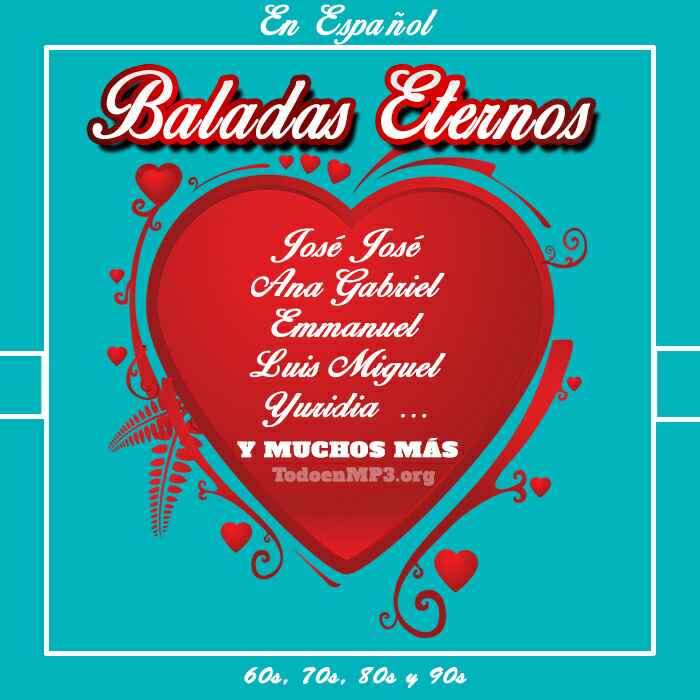 En Español
Baladas Eternos
José José
Ana Gabriel
Emmanuel
Luis Miguel
Yuridia ...
Y MUCHOS MÁS
TodoenMP3.org
60s, 70s, 80s y 90s